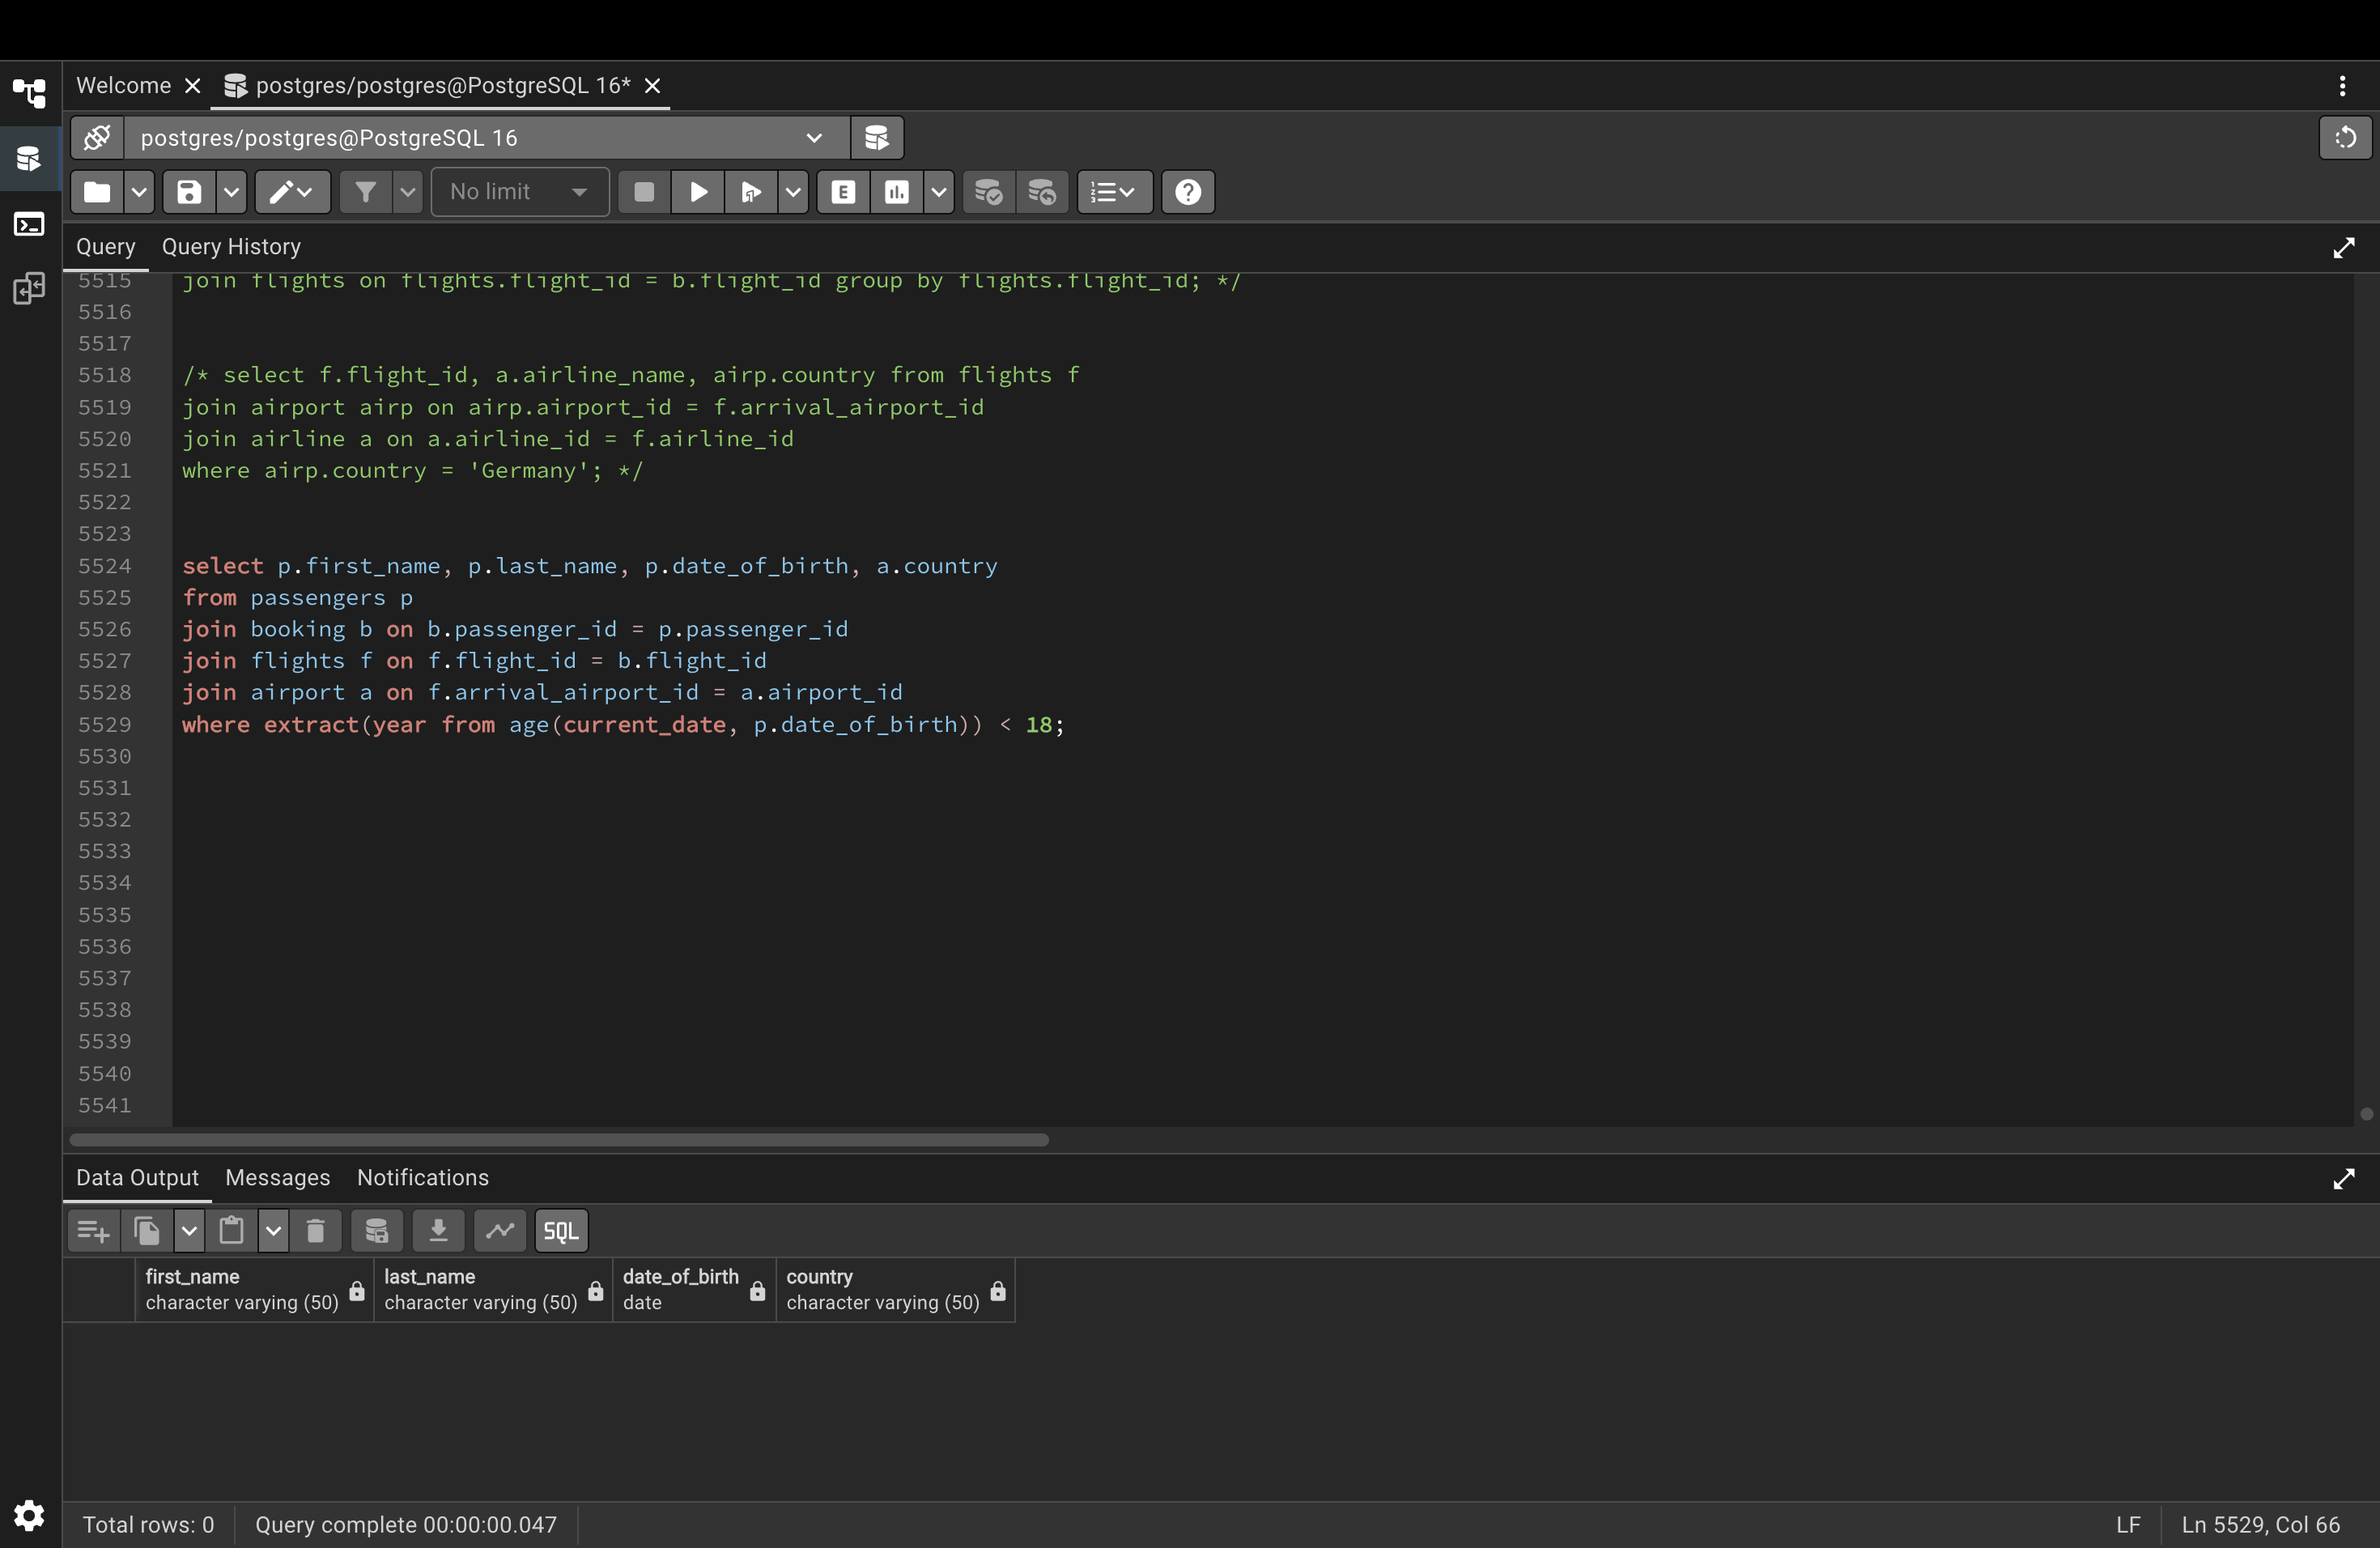 Welcome
postgres/postgres@PostgreSQL 16*
postgres/postgres@PostgreSQL 16
No limit
E
Query Query History
5515 join flights on flights.flight_id = b.flight_id group by flights.flight_id; */
5516
5517
5518 /* select f.flight_id, a.airline_name, airp.country from flights f
5519 join airport airp on airp.airport_id = f.arrival_airport_id
5520 join airline a on a.airline_id = f.airline_id
5521 where airp.country = 'Germany'; */
5522
5523
5524 select p.first_name, p.last_name, p.date_of_birth, a.country
5525 from passengers p
5526 join booking b on b.passenger_id = p.passenger_id
5527 join flights f on f.flight_id = b.flight_id
5528 join airport a on f.arrival_airport_id = a.airport_id
5529 where extract(year from age(current_date, p.date_of_birth)) < 18;
5530
5531
5532
5533
5534
5535
5536
5537
5538
5539
5540
5541
Data Output Messages Notifications
SQL
first_name last_name date_of_birth country
character varying (50) character varying (50) date character varying (50)
Total rows: 0 Query complete 00:00:00.047 LF Ln 5529, Col 66